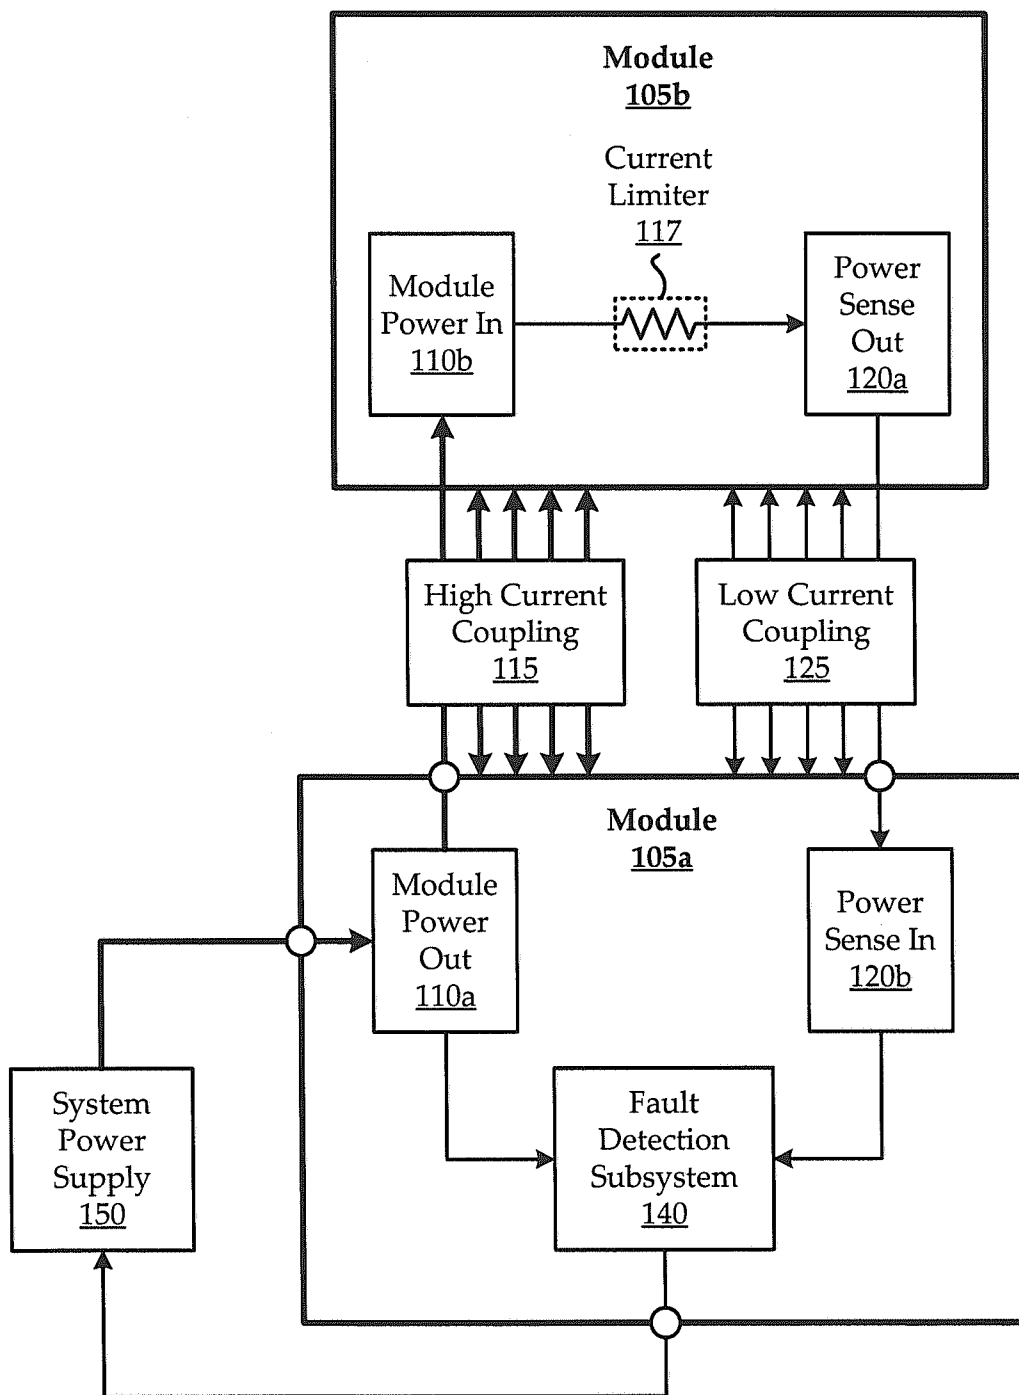 Module
105b
Current
Limiter
117
Module
Power In
110b
Power
Sense
Out
120a
High Current
Coupling
115
Low Current
Coupling
125
Module
105a
Module
Power
Out
110a
Power
Sense In
120b
System
Power
Supply
150
Fault
Detection
Subsystem
140